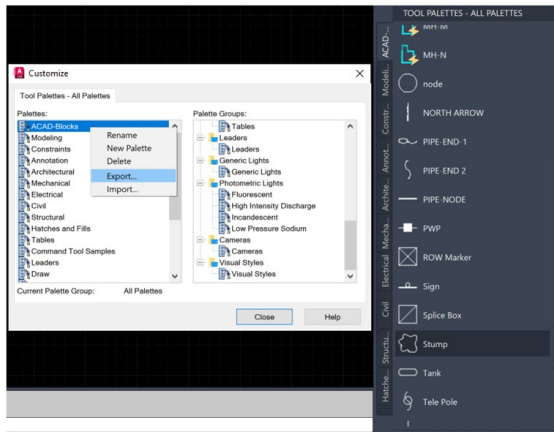 Customize
Tool Palettes - All Palettes
Palettes:
ACAD-Blocks
Modeling
Constraints
Annotation
Architectural
Mechanical
Electrical
Civil
Structural
Hatches and Fills
Tables
Command Tool Samples
Leaders
Draw
Rename
New Palette
Delete
Export...
Import...
Palette Groups:
Tables
Leaders
Leaders
Generic Lights
Generic Lights
Photometric Lights
Fluorescent
High Intensity Discharge
Incandescent
Low Pressure Sodium
Cameras
Cameras
Visual Styles
Visual Styles
Current Palette Group: All Palettes
Close Help
TOOL PALETTES - ALL PALETTES
ACAD-...
Modeli...
Constr...
Annot...
Archite...
Mecha...
Electrical
Civil
Structu...
Hatche...
MH-M
MH-N
node
NORTH ARROW
PIPE-END-1
PIPE-END 2
PIPE-NODE
PWP
ROW Marker
Sign
Splice Box
Stump
Tank
Tele Pole